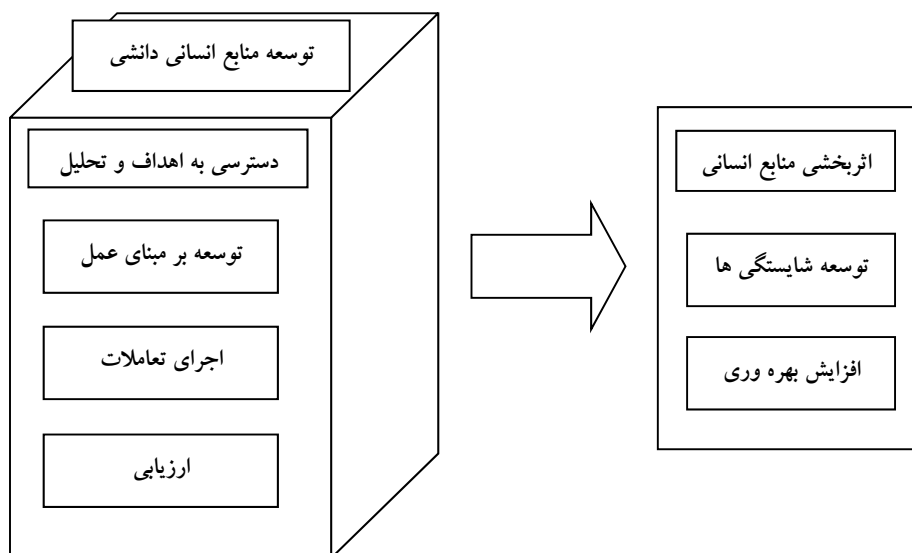 توسعه منابع انسانی دانشی
دسترسی به اهداف و تحلیل
توسعه بر مبنای عمل
اجرای تعاملات
ارزیابی
اثربخشی منابع انسانی
توسعه شایستگی ها
افزایش بهره وری